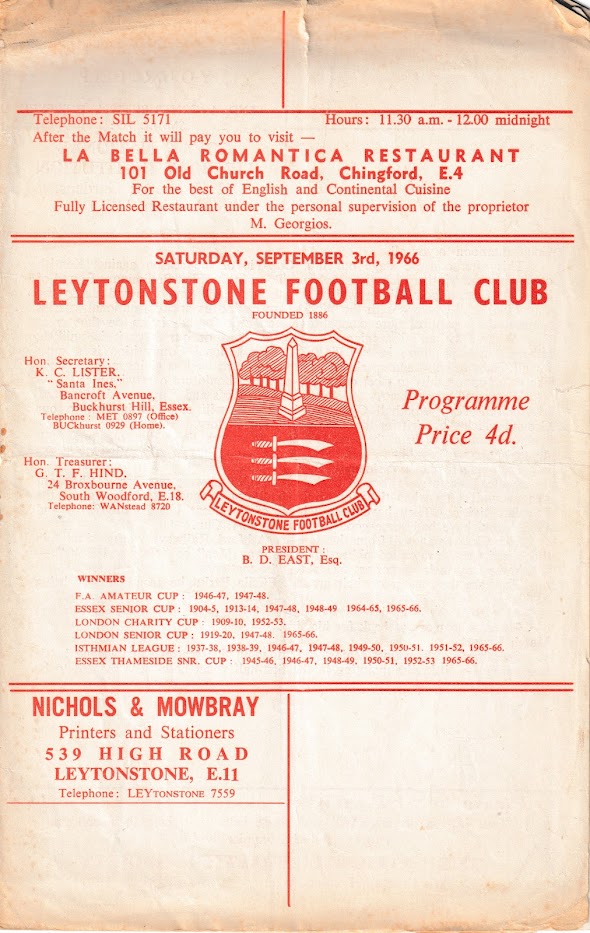 Telephone: SIL 5171 Hours: 11.30 a.m. - 12.00 midnight
After the Match it will pay you to visit —
LA BELLA ROMANTICA RESTAURANT
101 Old Church Road, Chingford, E.4
For the best of English and Continental Cuisine
Fully Licensed Restaurant under the personal supervision of the proprietor
M. Georgios.
SATURDAY, SEPTEMBER 3rd, 1966
LEYTONSTONE FOOTBALL CLUB
FOUNDED 1886
Hon. Secretary:
K. C. LISTER.
"Santa Ines."
Bancroft Avenue,
Buckhurst Hill, Essex.
Telephone: MET 0897 (Office)
BUCkhurst 0929 (Home).
Hon. Treasurer:
G. T. F. HIND.
24 Broxbourne Avenue,
South Woodford, E.18.
Telephone: WANstead 8720
Programme
Price 4d.
LEYTONSTONE FOOTBALL CLUB
PRESIDENT:
B. D. EAST, Esq.
WINNERS
F.A. AMATEUR CUP: 1946-47, 1947-48.
ESSEX SENIOR CUP: 1904-5, 1913-14, 1947-48, 1948-49 1964-65, 1965-66.
LONDON CHARITY CUP: 1909-10, 1952-53.
LONDON SENIOR CUP: 1919-20, 1947-48. 1965-66.
ISTHMIAN LEAGUE: 1937-38, 1938-39, 1946-47, 1947-48, 1949-50, 1950-51. 1951-52, 1965-66.
ESSEX THAMESIDE SNR. CUP: 1945-46, 1946-47, 1948-49, 1950-51, 1952-53 1965-66.
NICHOLS & MOWBRAY
Printers and Stationers
539 HIGH ROAD
LEYTONSTONE, E.11
Telephone: LEYTONSTONE 7559